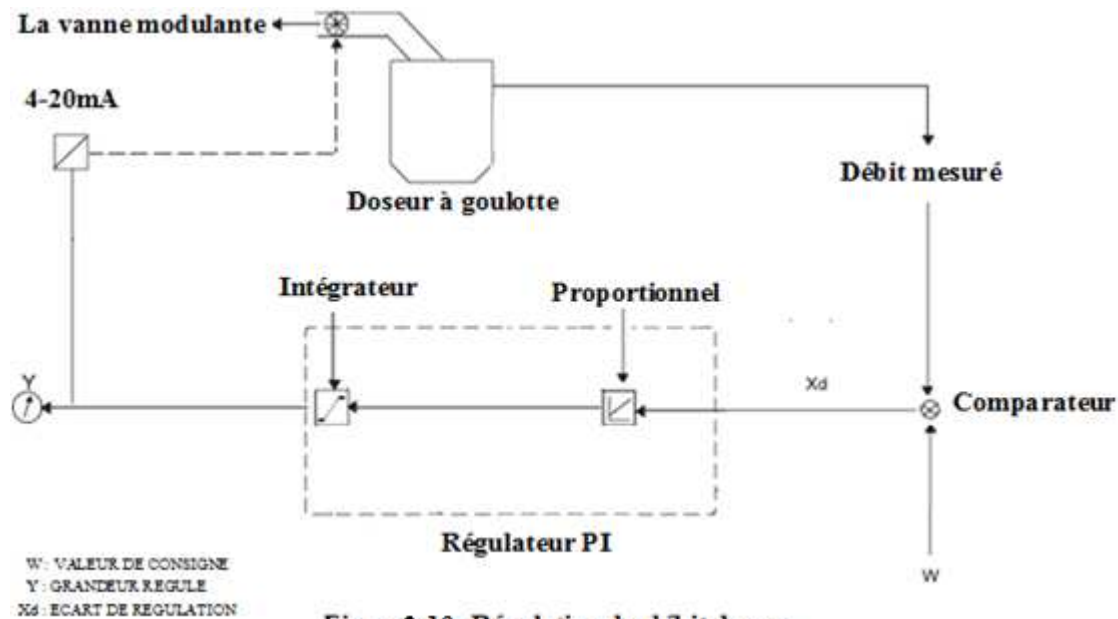 La vanne modulante
4-20mA
Doseur à goulotte
Débit mesuré
Intégrateur
Proportionnel
Y
Xd
Comparateur
Régulateur PI
W
W : VALEUR DE CONSIGNE
Y : GRANDEUR REGULE
Xd : ECART DE REGULATION